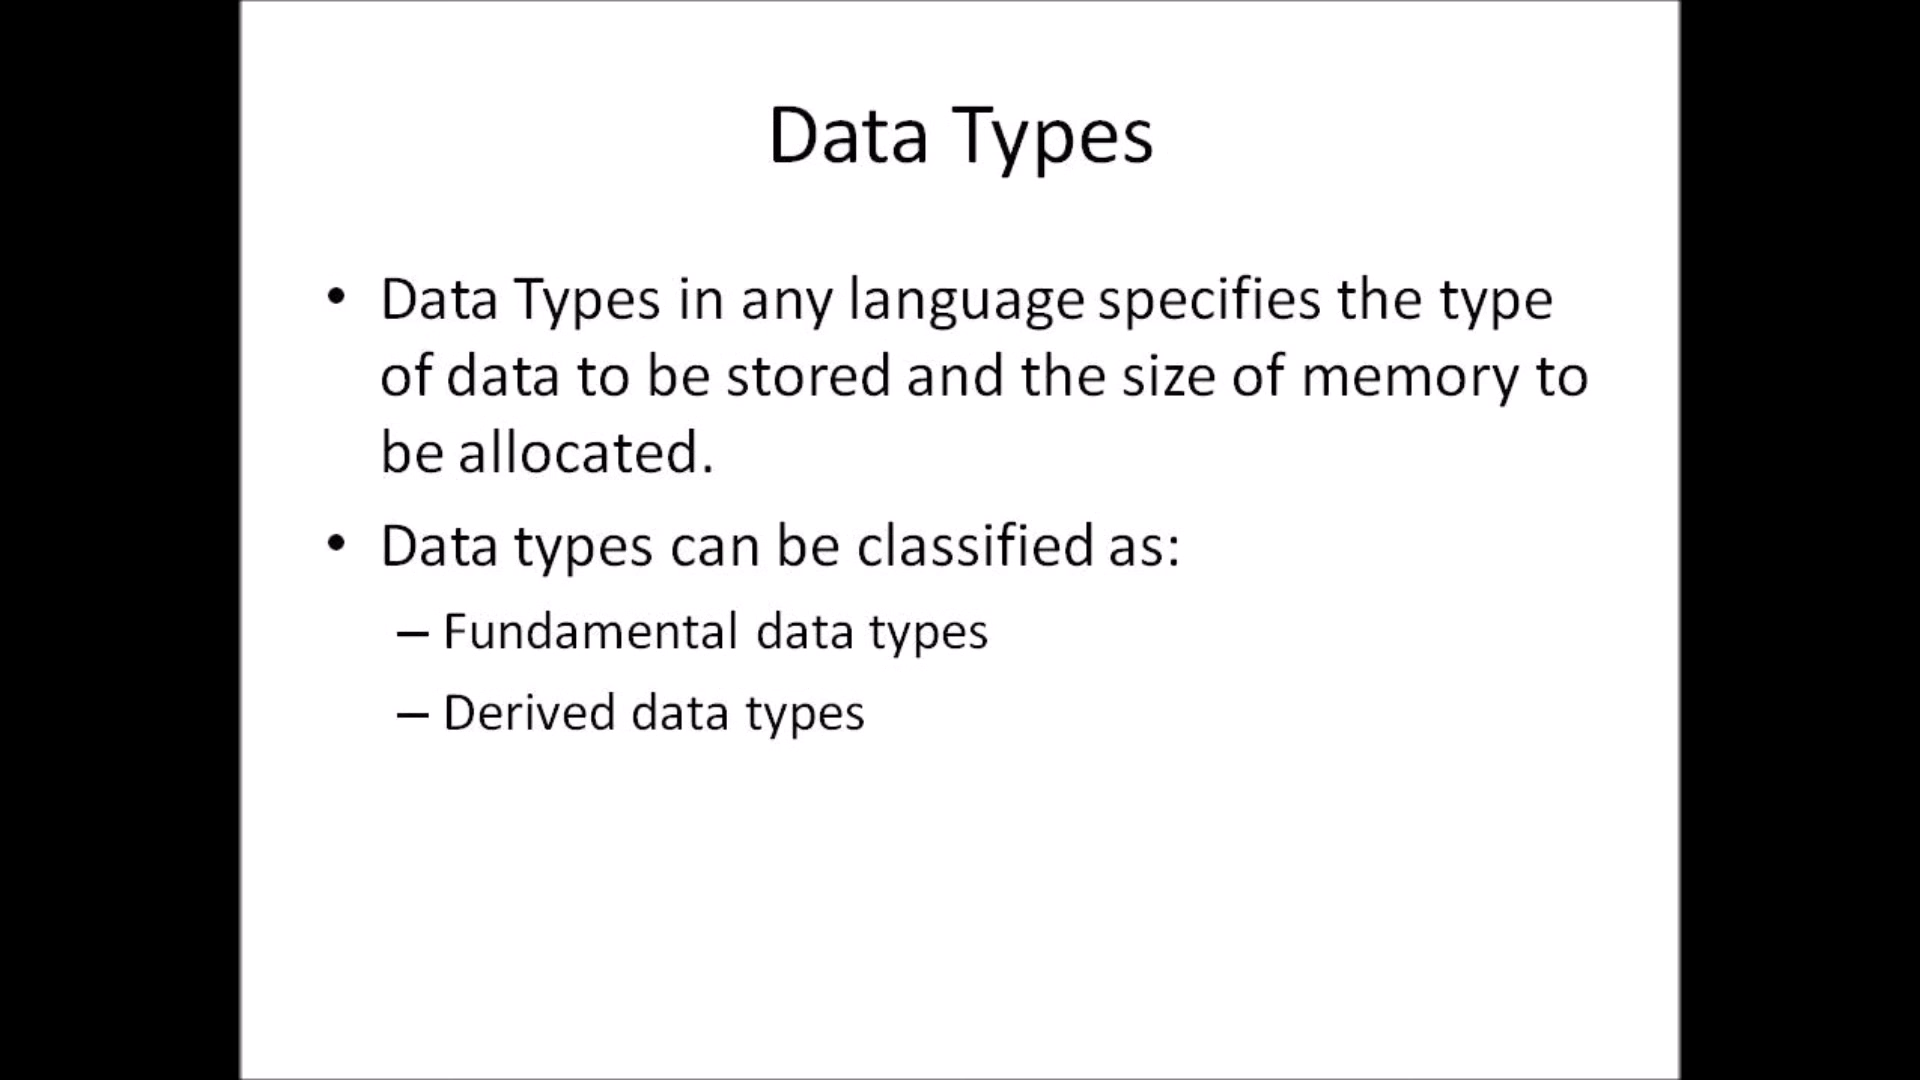 Data Types
• Data Types in any language specifies the type
of data to be stored and the size of memory to
be allocated.
• Data types can be classified as:
– Fundamental data types
– Derived data types